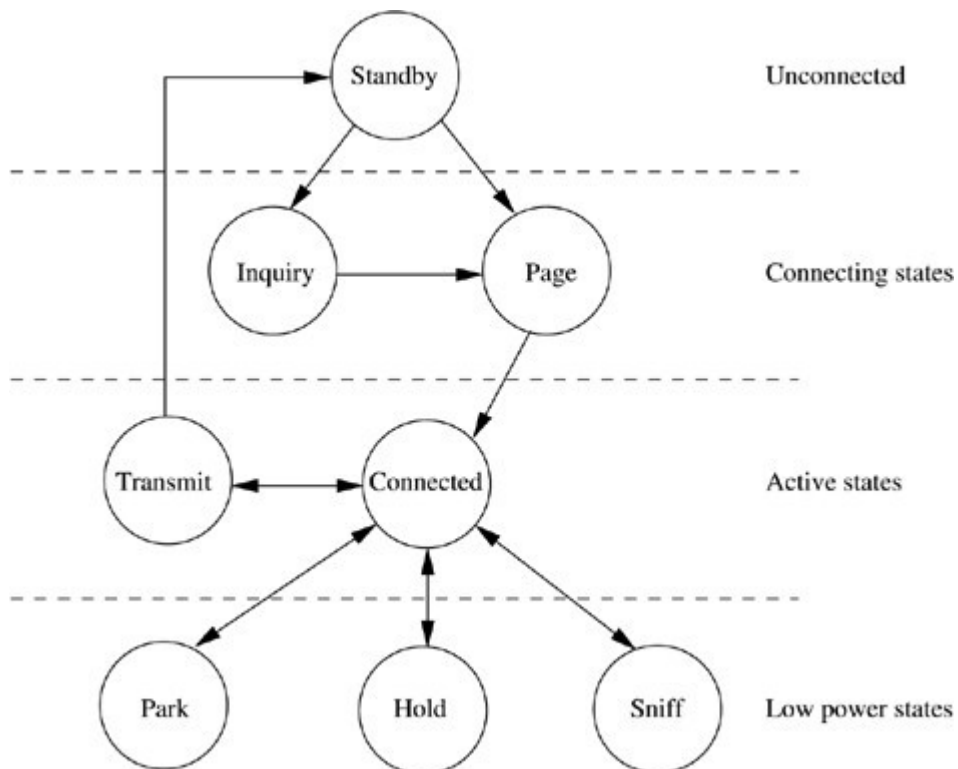 Standby
Unconnected
Inquiry
Page
Connecting states
Transmit
Connected
Active states
Park
Hold
Sniff
Low power states